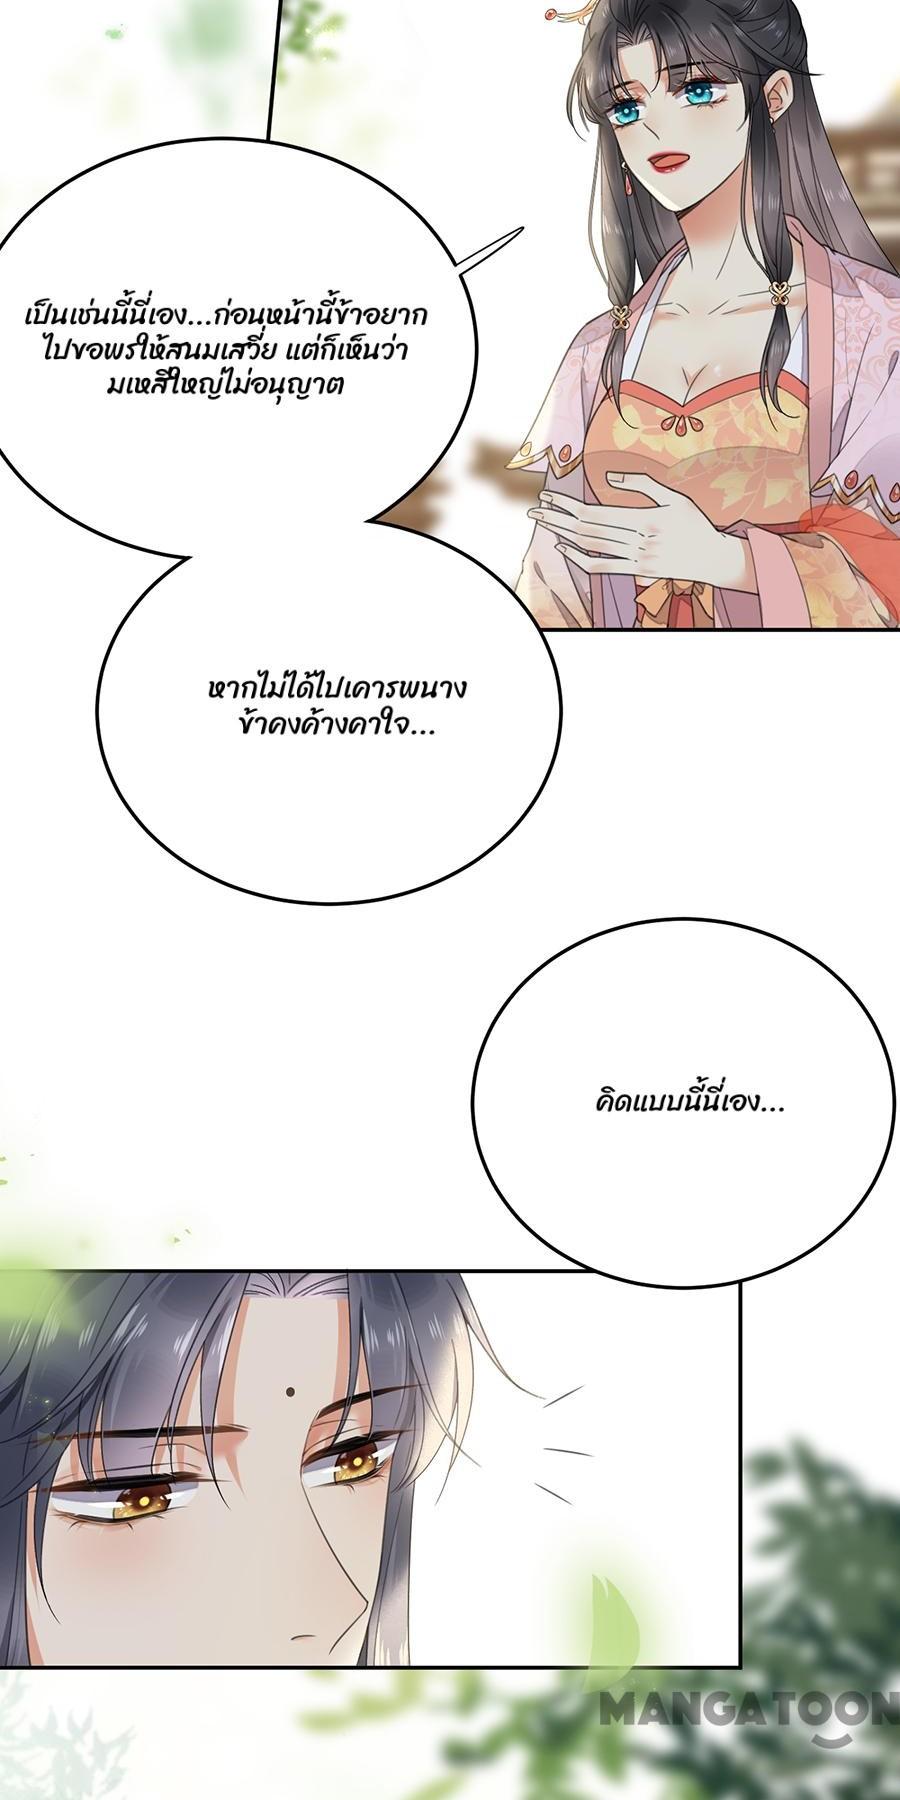 เป็นเช่นนี้นี่เอง...ก่อนหน้านี้ข้าอยาก
ไปขอพรให้สนมเสวี่ย แต่ก็เห็นว่า
มเหสีใหญ่ไม่อนุญาต
หากไม่ได้ไปเคารพนาง
ข้าคงค้างคาใจ...
คิดแบบนี้นี่เอง...
MANGATOON